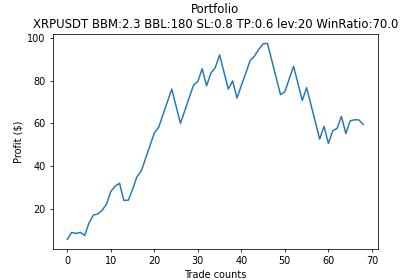 Portfolio
XRPUSDT BBM:2.3 BBL:180 SL:0.8 TP:0.6 lev:20 WinRatio:70.0
100
80
60
40
20
Profit ($)
0 10 20 30 40 50 60 70
Trade counts